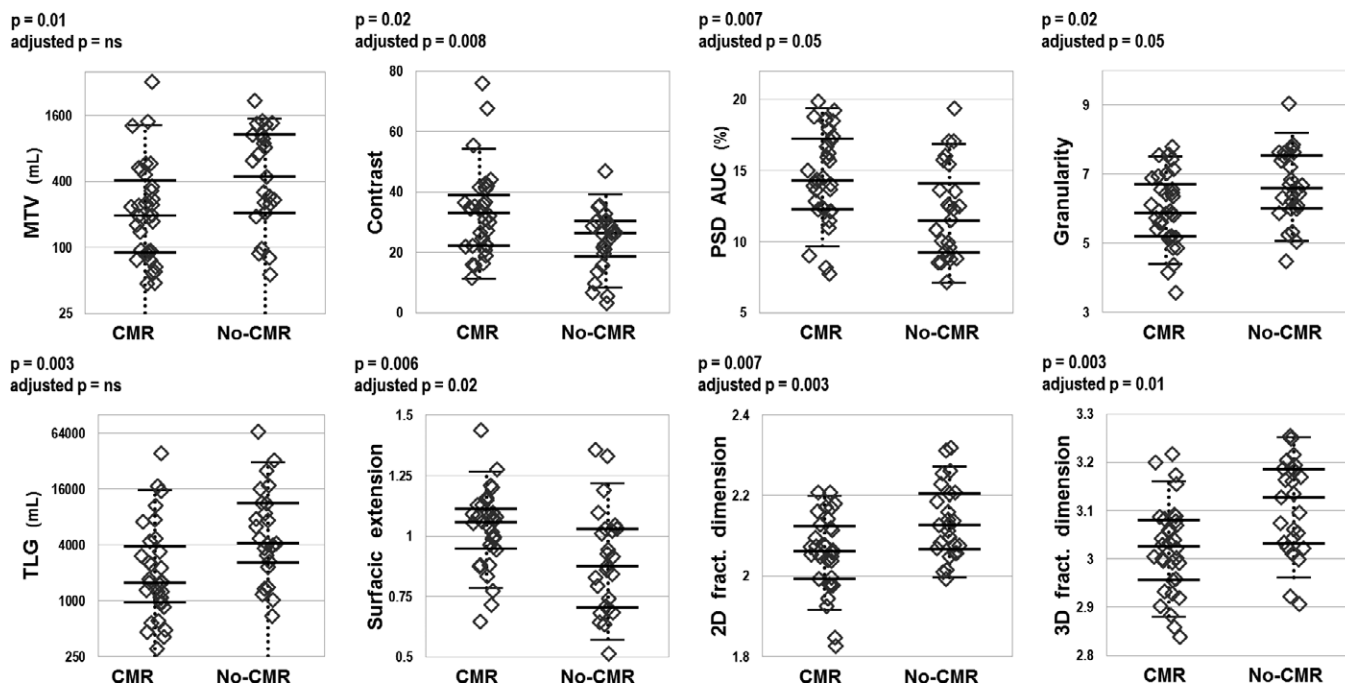 p = 0.01
adjusted p = ns
MTV (mL)
1600
400
100
25
CMR
No-CMR
p = 0.02
adjusted p = 0.008
Contrast
80
60
40
20
0
CMR
No-CMR
p = 0.007
adjusted p = 0.05
PSD AUC (%)
20
15
10
5
CMR
No-CMR
p = 0.02
adjusted p = 0.05
Granularity
9
7
5
3
CMR
No-CMR
p = 0.003
adjusted p = ns
TLG (mL)
64000
16000
4000
1000
250
CMR
No-CMR
p = 0.006
adjusted p = 0.02
Surfacic extension
1.5
1.25
1
0.75
0.5
CMR
No-CMR
p = 0.007
adjusted p = 0.003
2D fract. dimension
2.4
2.2
2
1.8
CMR
No-CMR
p = 0.003
adjusted p = 0.01
3D fract. dimension
3.3
3.2
3.1
3.0
2.9
2.8
CMR
No-CMR